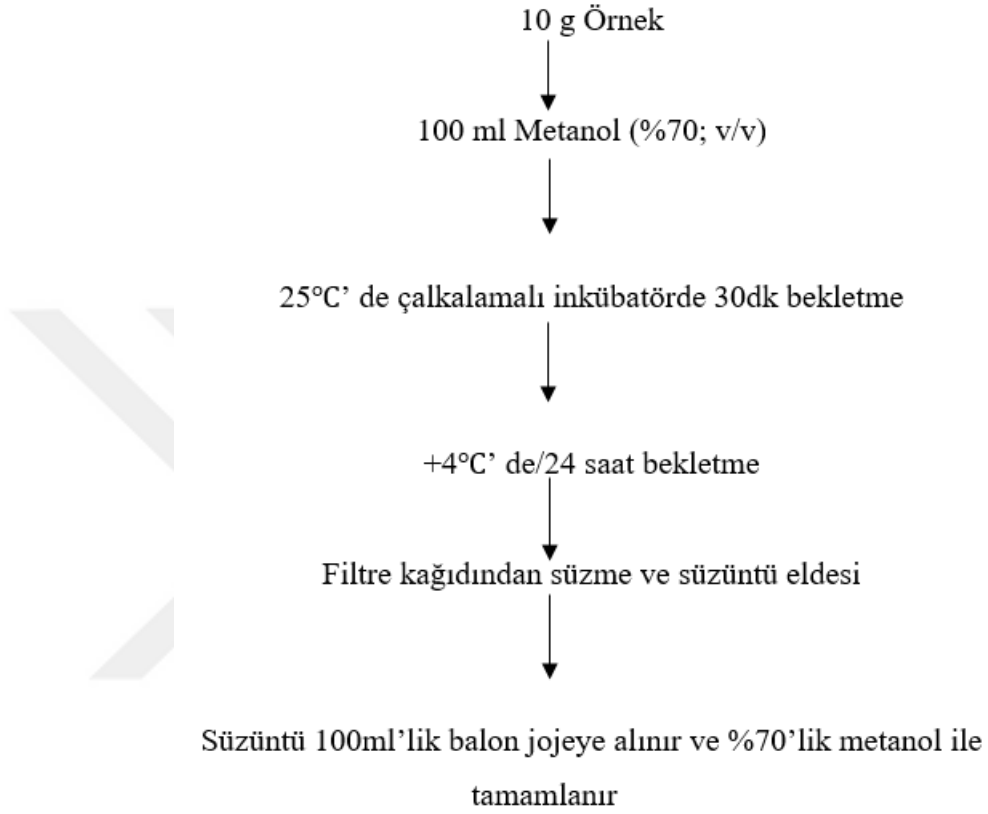 10 g Örnek
100 ml Metanol (%70; v/v)
25°C’ de çalkalamalı inkübatörde 30dk bekletme
+4°C’ de/24 saat bekletme
Filtre kağıdından süzme ve süzüntü eldesi
Süzüntü 100ml’lik balon jojeye alınır ve %70’lik metanol ile
tamamlanır